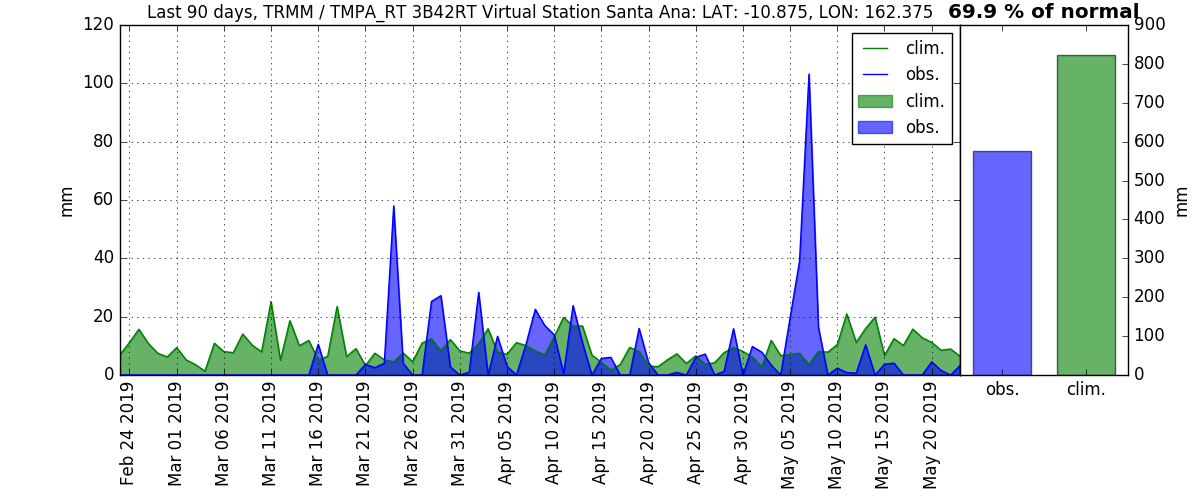 Last 90 days, TRMM / TMPA_RT 3B42RT Virtual Station Santa Ana: LAT: -10.875, LON: 162.375
69.9 % of normal
120
100
80
60
40
20
0
mm
clim.
obs.
clim.
obs.
900
800
700
600
500
400
300
200
100
0
mm
obs.
clim.
Feb 24 2019
Mar 01 2019
Mar 06 2019
Mar 11 2019
Mar 16 2019
Mar 21 2019
Mar 26 2019
Mar 31 2019
Apr 05 2019
Apr 10 2019
Apr 15 2019
Apr 20 2019
Apr 25 2019
Apr 30 2019
May 05 2019
May 10 2019
May 15 2019
May 20 2019